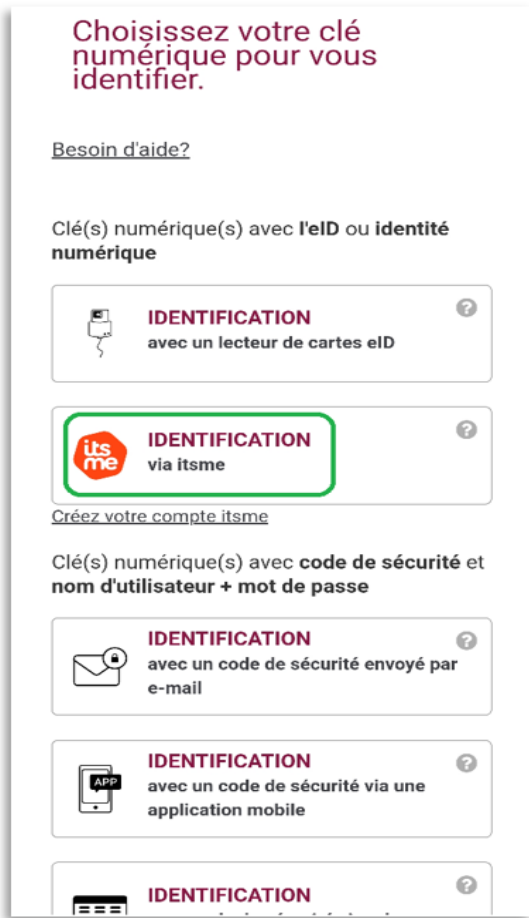 Choisissez votre clé
numérique pour vous
identifier.
Besoin d'aide?
Clé(s) numérique(s) avec l'eID ou identité
numérique
IDENTIFICATION
avec un lecteur de cartes eID
its
me
IDENTIFICATION
via itsme
Créez votre compte itsme
Clé(s) numérique(s) avec code de sécurité et
nom d'utilisateur + mot de passe
IDENTIFICATION
avec un code de sécurité envoyé par
e-mail
APP
IDENTIFICATION
avec un code de sécurité via une
application mobile
IDENTIFICATION